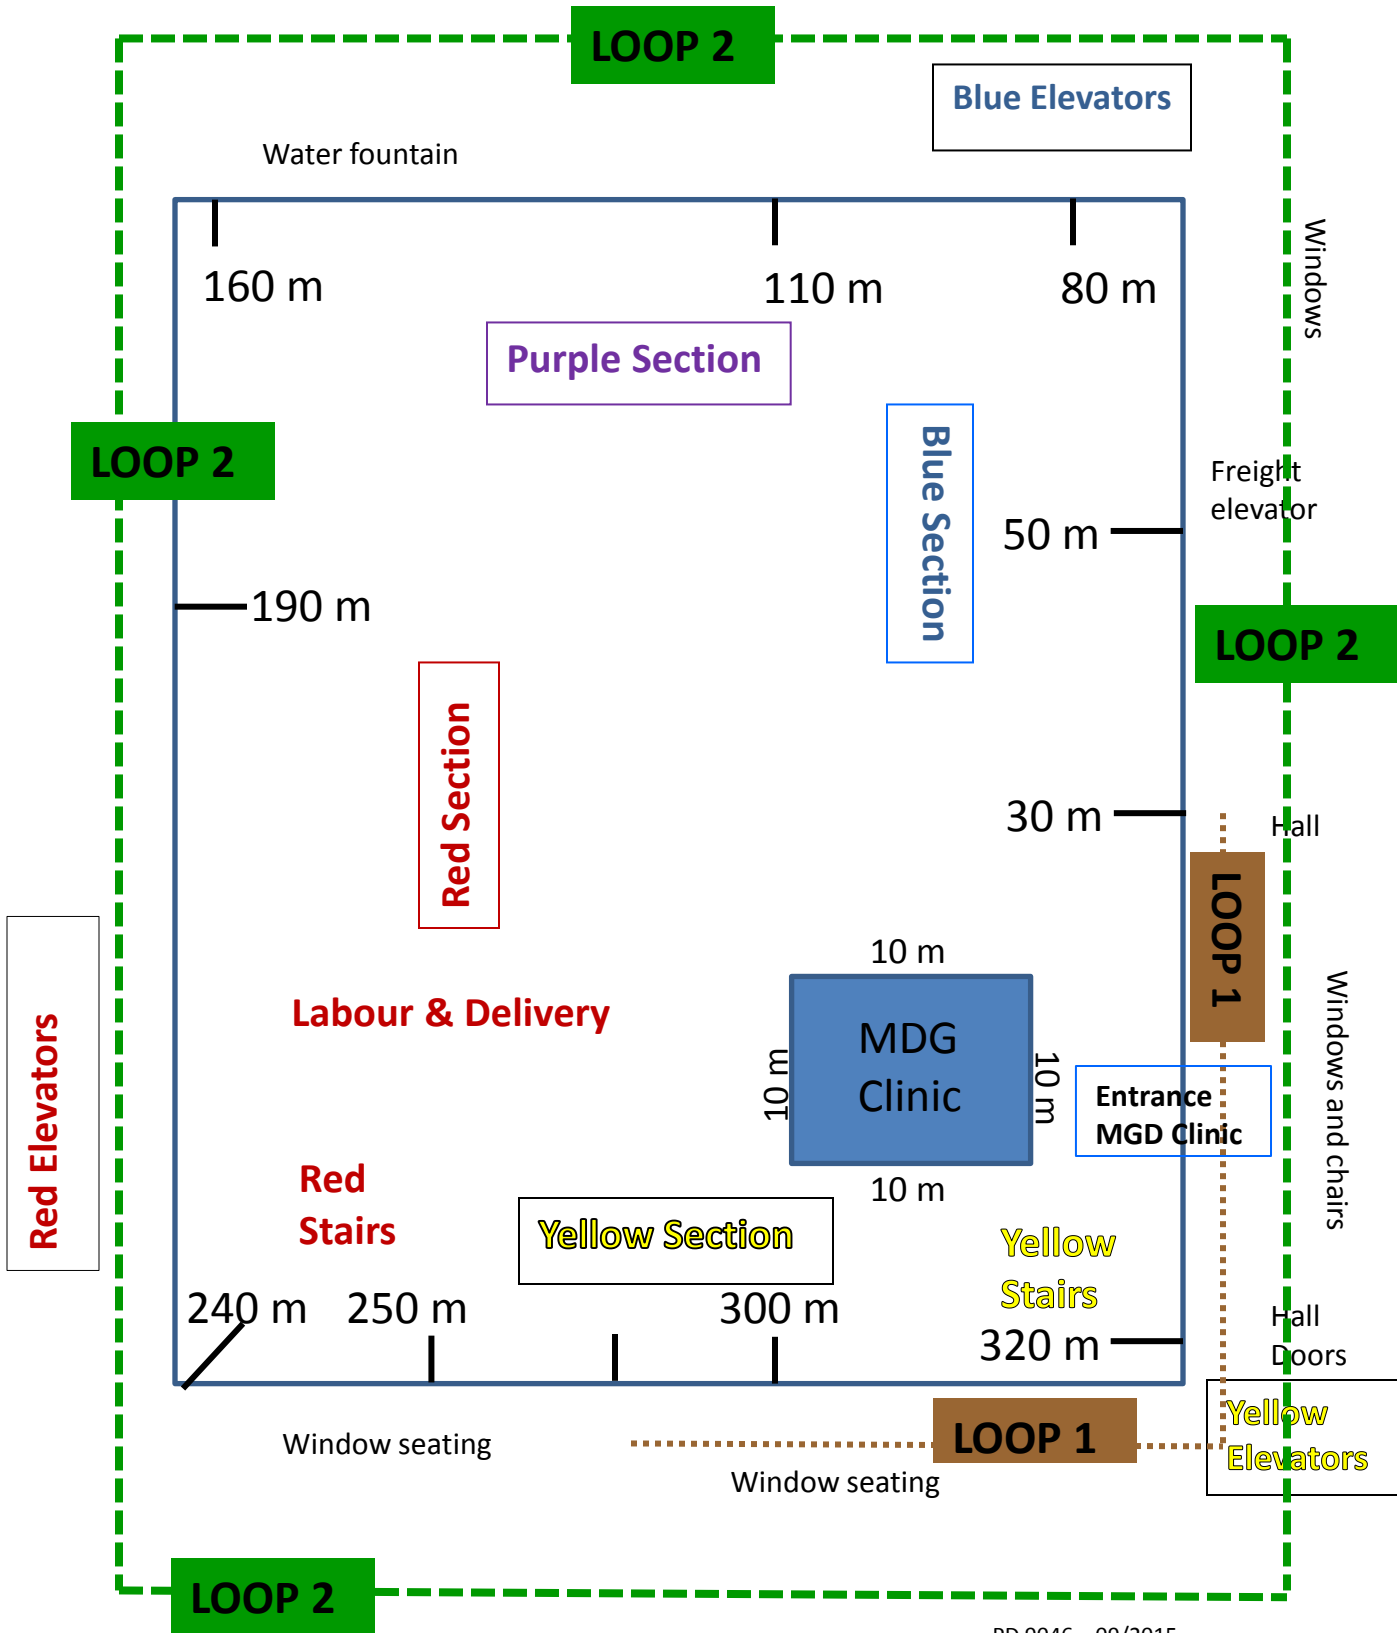 LOOP 2
Blue Elevators
Water fountain
Windows
160 m
110 m
80 m
Purple Section
LOOP 2
Blue Section
Freight
elevator
50 m
190 m
LOOP 2
Red Section
30 m
Hall
LOOP 1
10 m
Labour & Delivery
MDG
Clinic
10 m
10 m
10 m
Entrance
MGD Clinic
Windows and chairs
Red Elevators
Red
Stairs
Yellow Section
Yellow
Stairs
240 m
250 m
300 m
320 m
Hall
Doors
Yellow
Elevators
Window seating
LOOP 1
Window seating
LOOP 2